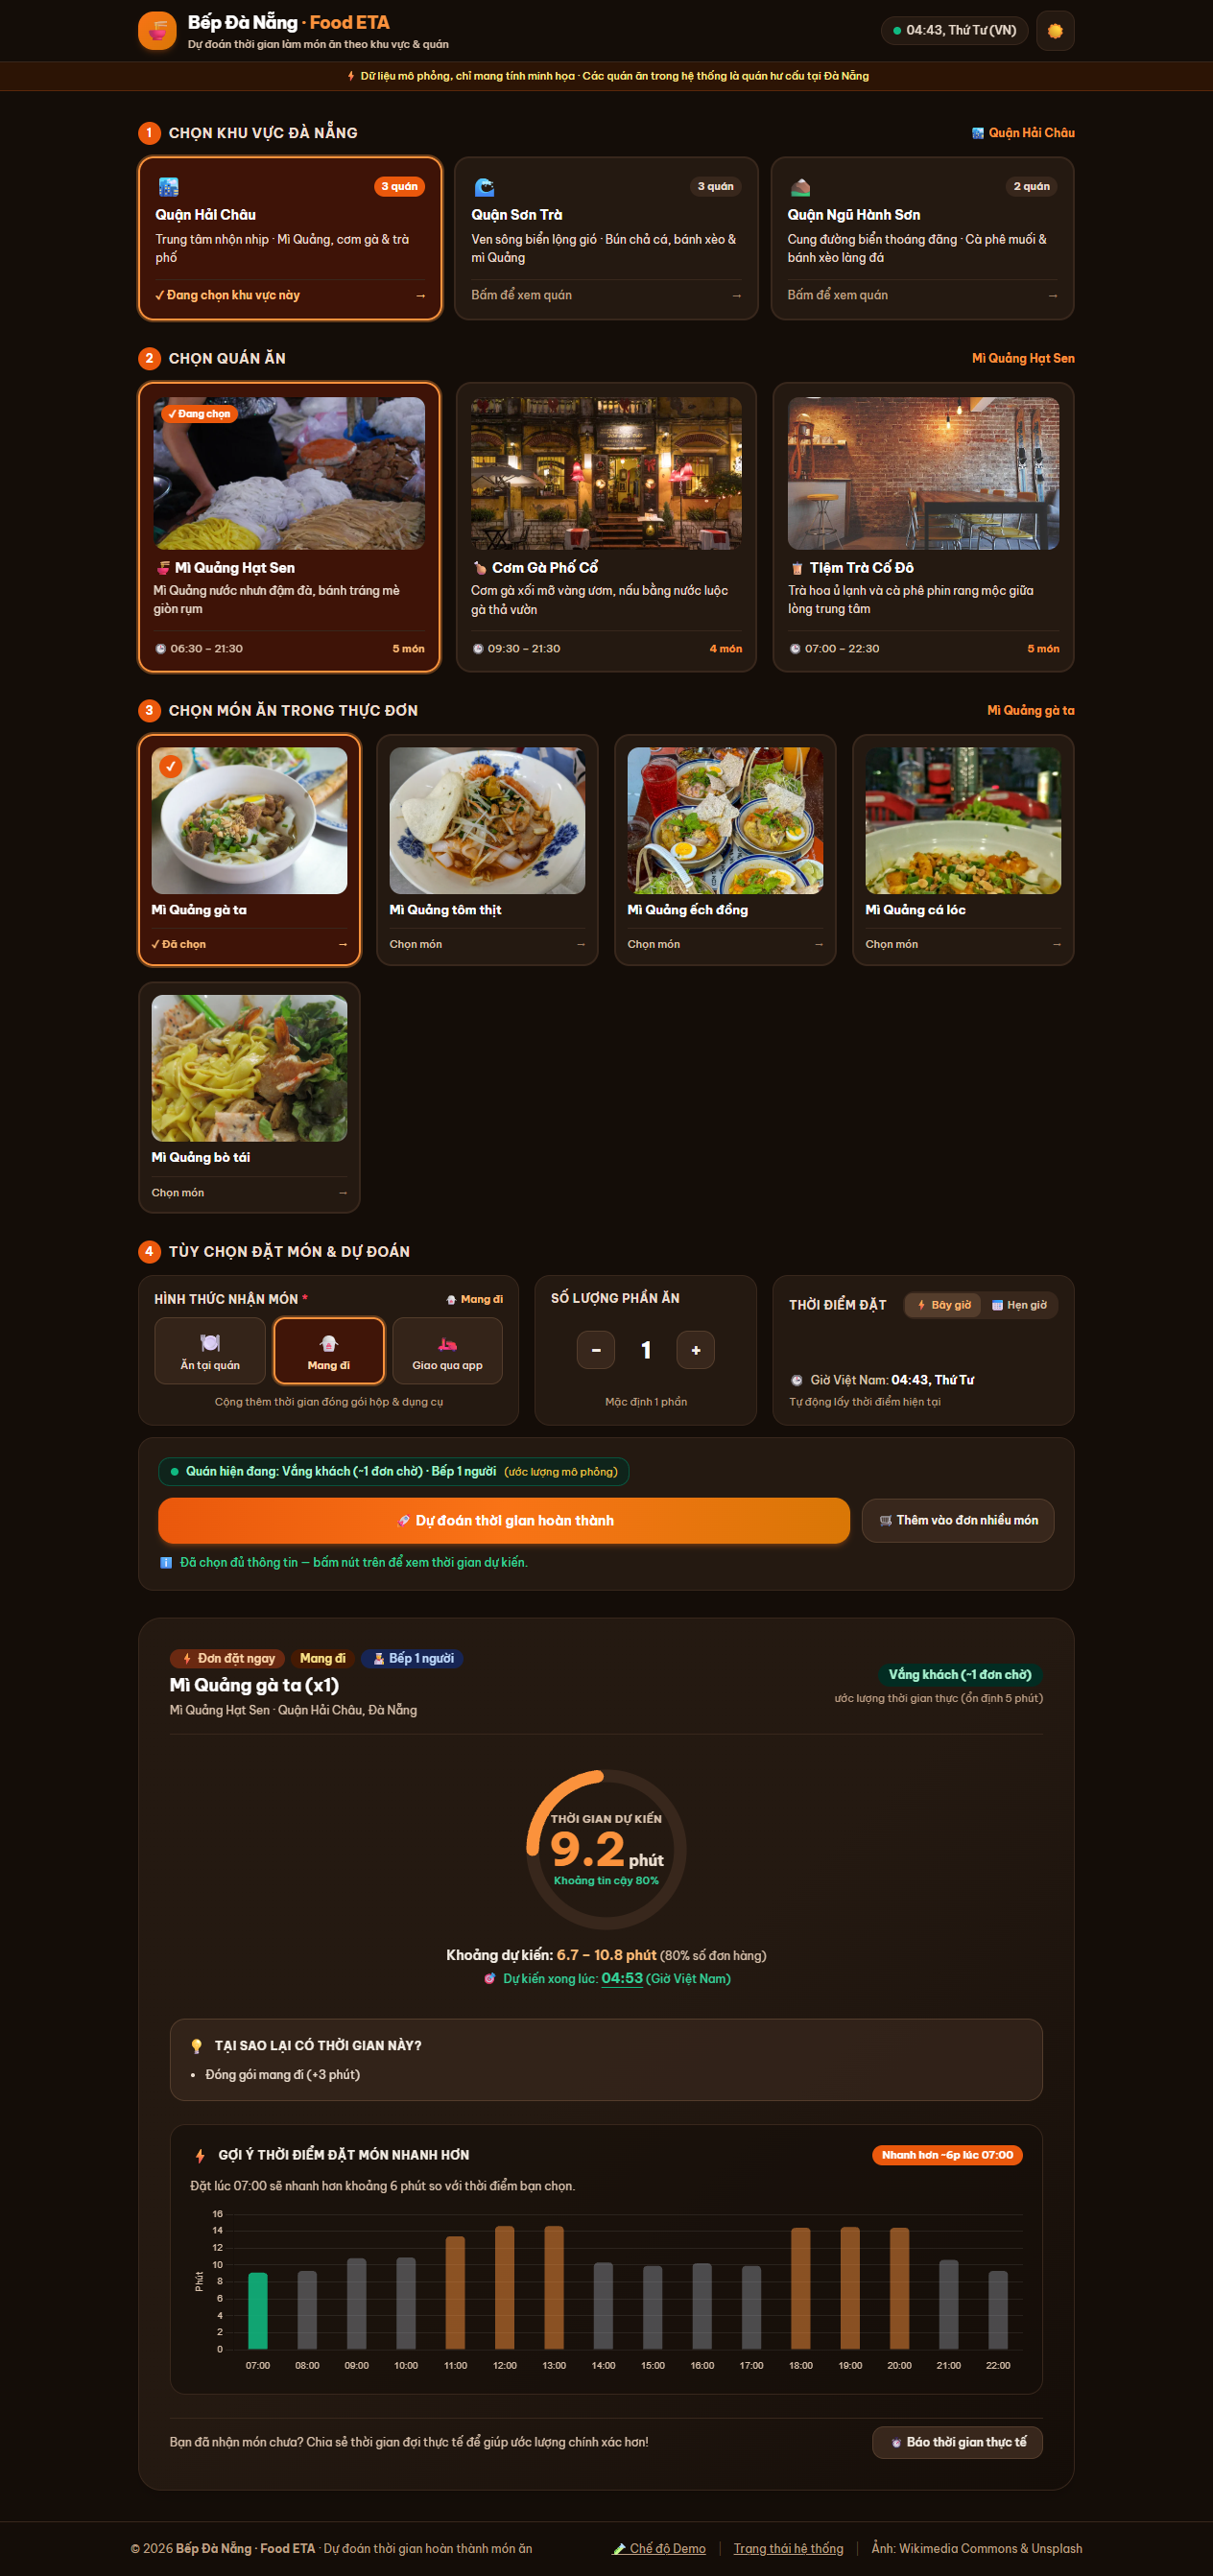 Bếp Đà Nẵng · Food ETA
Dự đoán thời gian làm món ăn theo khu vực & quán
04:43, Thứ Tư (VN)
Dữ liệu mô phỏng, chỉ mang tính minh họa · Các quán ăn trong hệ thống là quán hư cấu tại Đà Nẵng
1 CHỌN KHU VỰC ĐÀ NẴNG
Quận Hải Châu
3 quán
Quận Hải Châu
Trung tâm nhộn nhịp · Mì Quảng, cơm gà & trà
phố
✓ Đang chọn khu vực này →
3 quán
Quận Sơn Trà
Ven sông biển lộng gió · Bún chả cá, bánh xèo &
mì Quảng
Bấm để xem quán →
2 quán
Quận Ngũ Hành Sơn
Cung đường biển thoáng đãng · Cà phê muối &
bánh xèo làng đá
Bấm để xem quán →
2 CHỌN QUÁN ĂN
Mì Quảng Hạt Sen
✓ Đang chọn
Mì Quảng Hạt Sen
Mì Quảng nước nhưn đậm đà, bánh tráng mè
giòn rụm
06:30 – 21:30
5 món
Cơm Gà Phố Cổ
Cơm gà xối mỡ vàng ươm, nấu bằng nước luộc
gà thả vườn
09:30 – 21:30
4 món
Tiệm Trà Cố Đô
Trà hoa ủ lạnh và cà phê phin rang mộc giữa
lòng trung tâm
07:00 – 22:30
5 món
3 CHỌN MÓN ĂN TRONG THỰC ĐƠN
Mì Quảng gà ta
✓
Mì Quảng gà ta
✓ Đã chọn →
Mì Quảng tôm thịt
Chọn món →
Mì Quảng ếch đồng
Chọn món →
Mì Quảng cá lóc
Chọn món →
Mì Quảng bò tái
Chọn món →
4 TÙY CHỌN ĐẶT MÓN & DỰ ĐOÁN
HÌNH THỨC NHẬN MÓN *
Mang đi
Ăn tại quán
Mang đi
Giao qua app
Cộng thêm thời gian đóng gói hộp & dụng cụ
SỐ LƯỢNG PHẦN ĂN
− 1 +
Mặc định 1 phần
THỜI ĐIỂM ĐẶT
Bây giờ
Hẹn giờ
Giờ Việt Nam: 04:43, Thứ Tư
Tự động lấy thời điểm hiện tại
Quán hiện đang: Vắng khách (~1 đơn chờ) · Bếp 1 người (ước lượng mô phỏng)
Dự đoán thời gian hoàn thành
Thêm vào đơn nhiều món
Đã chọn đủ thông tin — bấm nút trên để xem thời gian dự kiến.
Đơn đặt ngay
Mang đi
Bếp 1 người
Mì Quảng gà ta (x1)
Mì Quảng Hạt Sen · Quận Hải Châu, Đà Nẵng
Vắng khách (~1 đơn chờ)
ước lượng thời gian thực (ổn định 5 phút)
THỜI GIAN DỰ KIẾN
9.2 phút
Khoảng tin cậy 80%
Khoảng dự kiến: 6.7 – 10.8 phút (80% số đơn hàng)
Dự kiến xong lúc: 04:53 (Giờ Việt Nam)
TẠI SAO LẠI CÓ THỜI GIAN NÀY?
• Đóng gói mang đi (+3 phút)
GỢI Ý THỜI ĐIỂM ĐẶT MÓN NHANH HƠN
Nhanh hơn ~6p lúc 07:00
Đặt lúc 07:00 sẽ nhanh hơn khoảng 6 phút so với thời điểm bạn chọn.
Phút
16
14
12
10
8
6
4
2
0
07:00 08:00 09:00 10:00 11:00 12:00 13:00 14:00 15:00 16:00 17:00 18:00 19:00 20:00 21:00 22:00
Bạn đã nhận món chưa? Chia sẻ thời gian đợi thực tế để giúp ước lượng chính xác hơn!
Báo thời gian thực tế
© 2026 Bếp Đà Nẵng · Food ETA · Dự đoán thời gian hoàn thành món ăn
Chế độ Demo
Trạng thái hệ thống
Ảnh: Wikimedia Commons & Unsplash